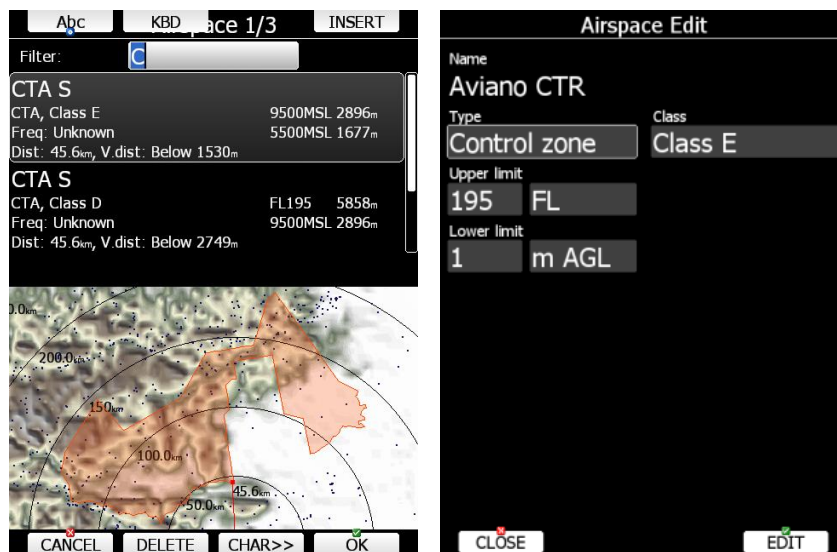 Abc KBD Airspace 1/3 INSERT
Filter: C
CTA S
CTA, Class E 9500MSL 2896m
Freq: Unknown 5500MSL 1677m
Dist: 45.6km, V.dist: Below 1530m
CTA S
CTA, Class D FL195 5858m
Freq: Unknown 9500MSL 2896m
Dist: 45.6km, V.dist: Below 2749m
0.0km
200.0km
150km
100.0km
45.6km
50.0km
CANCEL DELETE CHAR>> OK
Airspace Edit
Name
Aviano CTR
Type Class
Control zone Class E
Upper limit
195 FL
Lower limit
1 m AGL
CLOSE EDIT